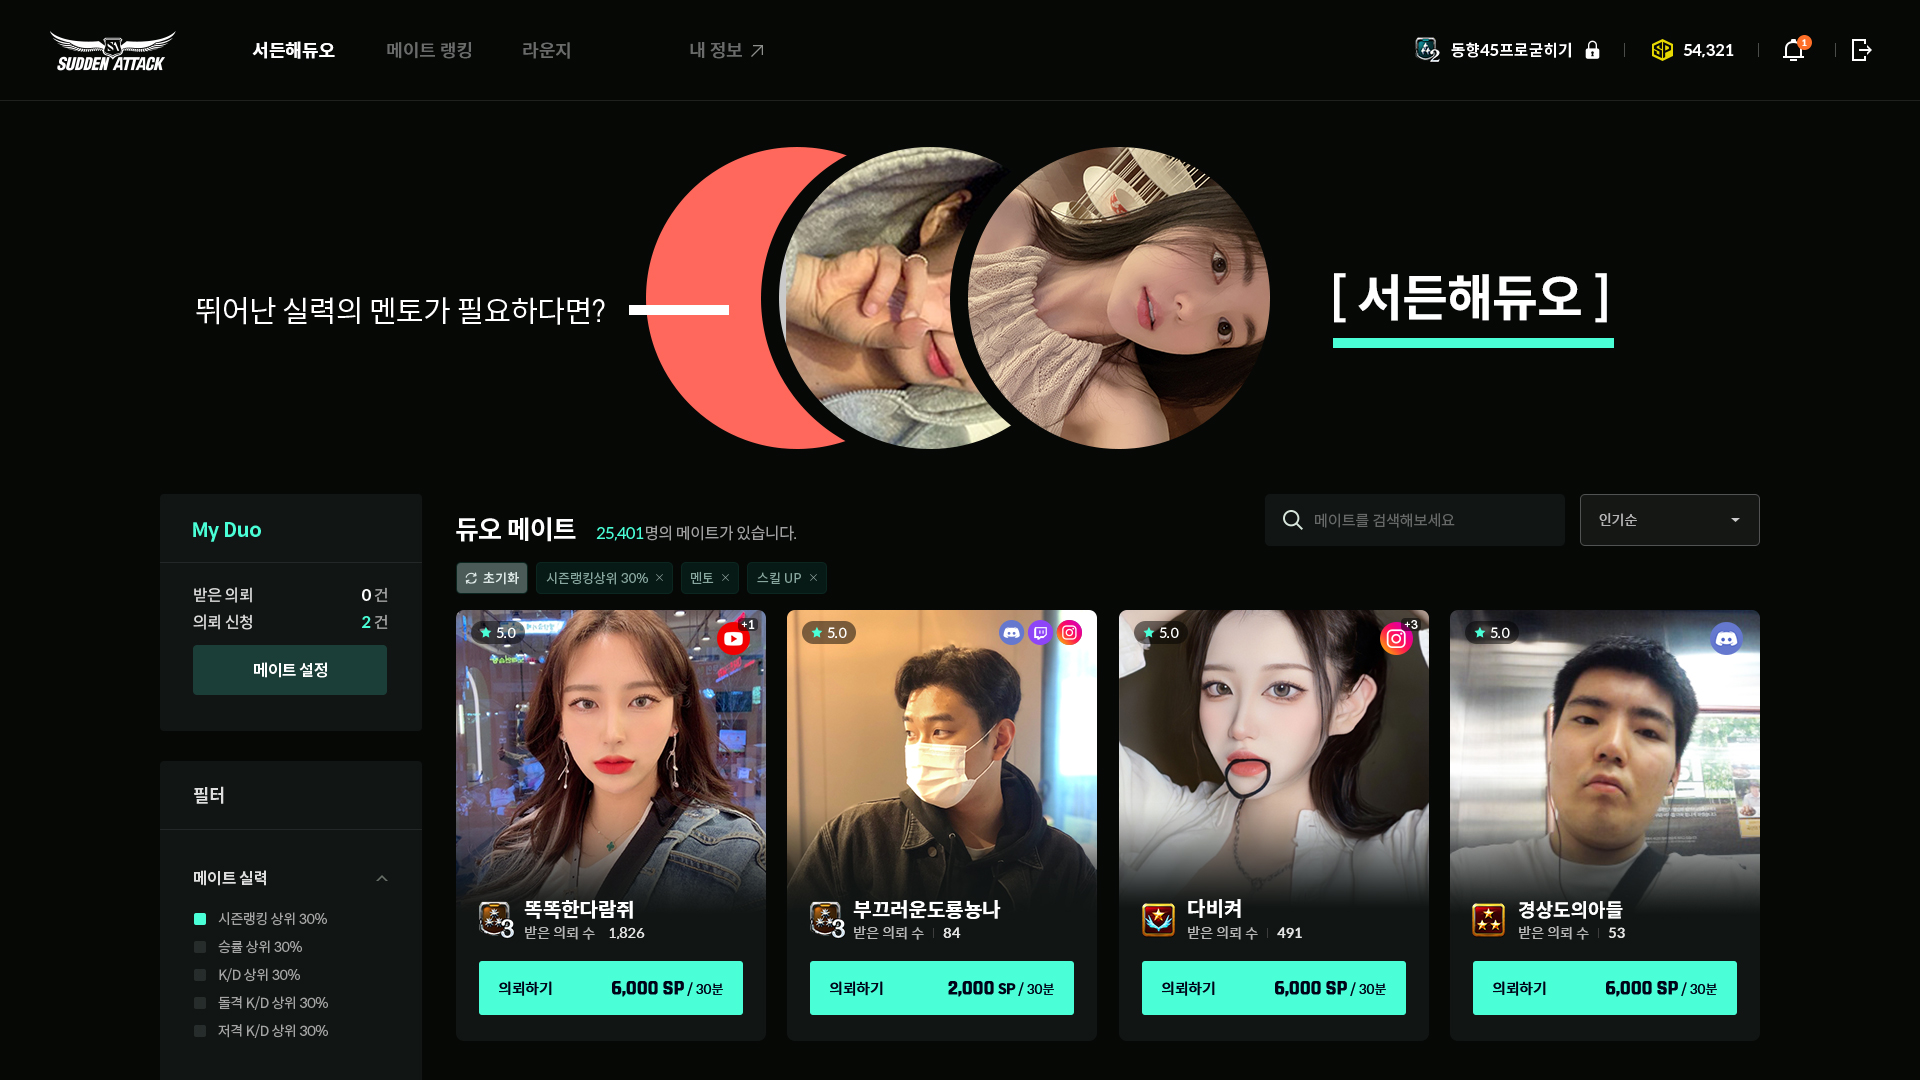 SUDDEN ATTACK
서든해듀오
메이트 랭킹
라운지
내 정보
2
동향45프로굳히기
SP
54,321
1
뛰어난 실력의 멘토가 필요하다면?
[ 서든해듀오 ]
My Duo
받은 의뢰 0 건
의뢰 신청 2 건
메이트 설정
필터
메이트 실력
시즌랭킹 상위 30%
승률 상위 30%
K/D 상위 30%
돌격 K/D 상위 30%
저격 K/D 상위 30%
듀오 메이트
25,401명의 메이트가 있습니다.
메이트를 검색해보세요
인기순
초기화
시즌랭킹상위 30%
멘토
스킬 UP
5.0
+1
3
똑똑한다람쥐
받은 의뢰 수 1,826
의뢰하기 6,000 SP / 30분
5.0
3
부끄러운도룡뇽나
받은 의뢰 수 84
의뢰하기 2,000 SP / 30분
5.0
+3
다비켜
받은 의뢰 수 491
의뢰하기 6,000 SP / 30분
5.0
경상도의아들
받은 의뢰 수 53
의뢰하기 6,000 SP / 30분